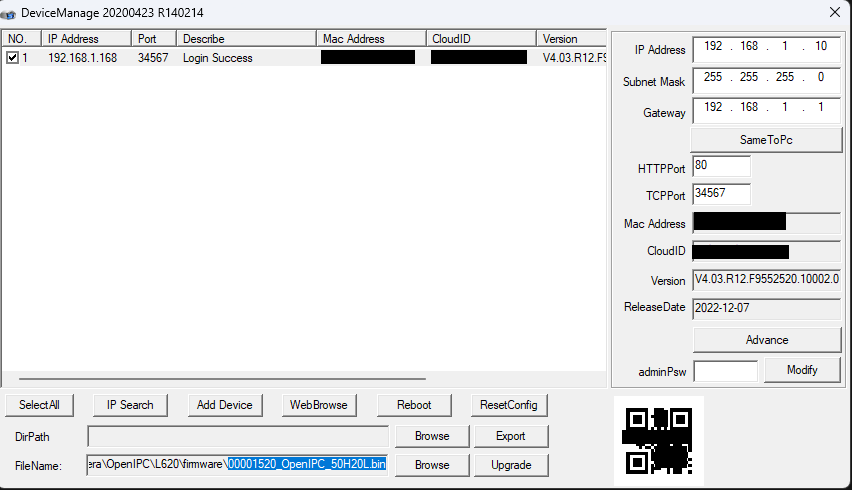 DeviceManage 20200423 R140214
NO. IP Address Port Describe Mac Address CloudID Version
1 192.168.1.168 34567 Login Success V4.03.R12.F9
IP Address 192 . 168 . 1 . 10
Subnet Mask 255 . 255 . 255 . 0
Gateway 192 . 168 . 1 . 1
SameToPc
HTTPPort 80
TCPPort 34567
Mac Address
CloudID
Version V4.03.R12.F9552520.10002.0
ReleaseDate 2022-12-07
Advance
adminPsw Modify
SelectAll IP Search Add Device WebBrowse Reboot ResetConfig
DirPath Browse Export
FileName: era\OpenIPC\L620\firmware\00001520_OpenIPC_50H20L.bin Browse Upgrade